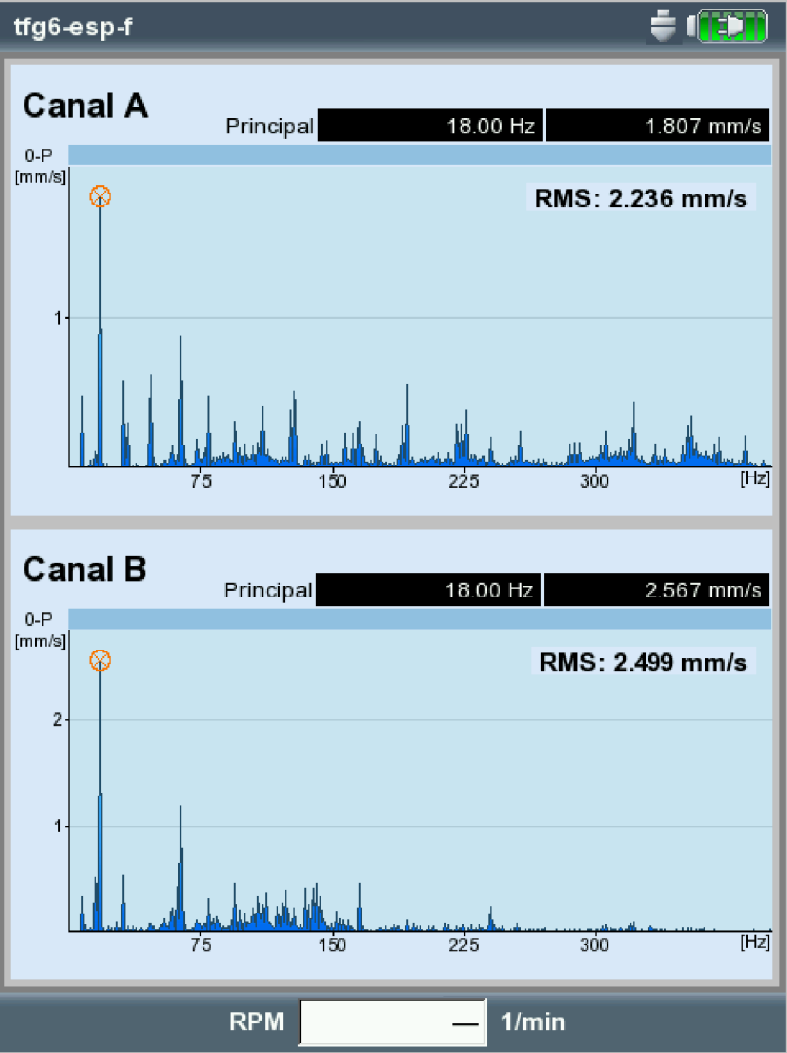 tfg6-esp-f
Canal A
Principal 18.00 Hz 1.807 mm/s
0-P
[mm/s]
RMS: 2.236 mm/s
1
75 150 225 300 [Hz]
Canal B
Principal 18.00 Hz 2.567 mm/s
0-P
[mm/s]
RMS: 2.499 mm/s
2
1
75 150 225 300 [Hz]
RPM — 1/min